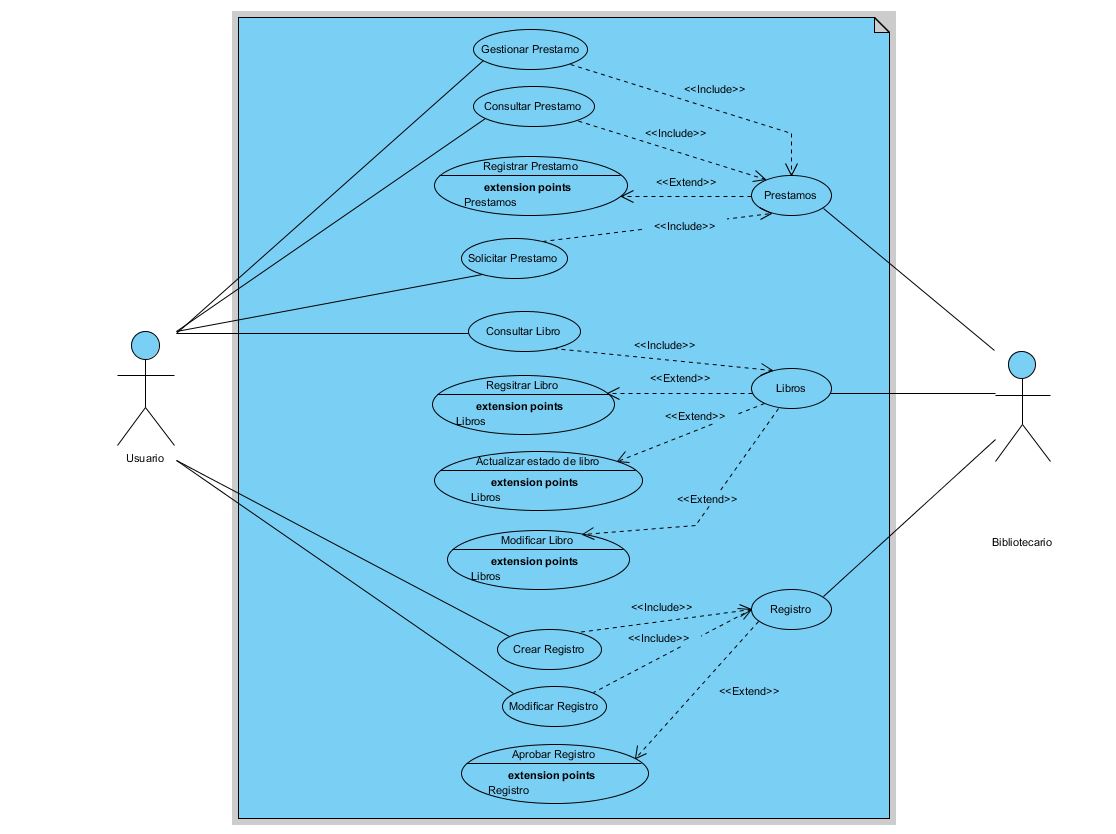 Gestionar Prestamo
<<Include>>
Consultar Prestamo
<<Include>>
Registrar Prestamo
extension points
Prestamos
<<Extend>>
Prestamos
<<Include>>
Solicitar Prestamo
Consultar Libro
<<Include>>
Regsitrar Libro
extension points
Libros
<<Extend>>
Libros
<<Extend>>
Actualizar estado de libro
extension points
Libros
<<Extend>>
Modificar Libro
extension points
Libros
Usuario
Bibliotecario
<<Include>>
Registro
<<Include>>
Crear Registro
Modificar Registro
<<Extend>>
Aprobar Registro
extension points
Registro